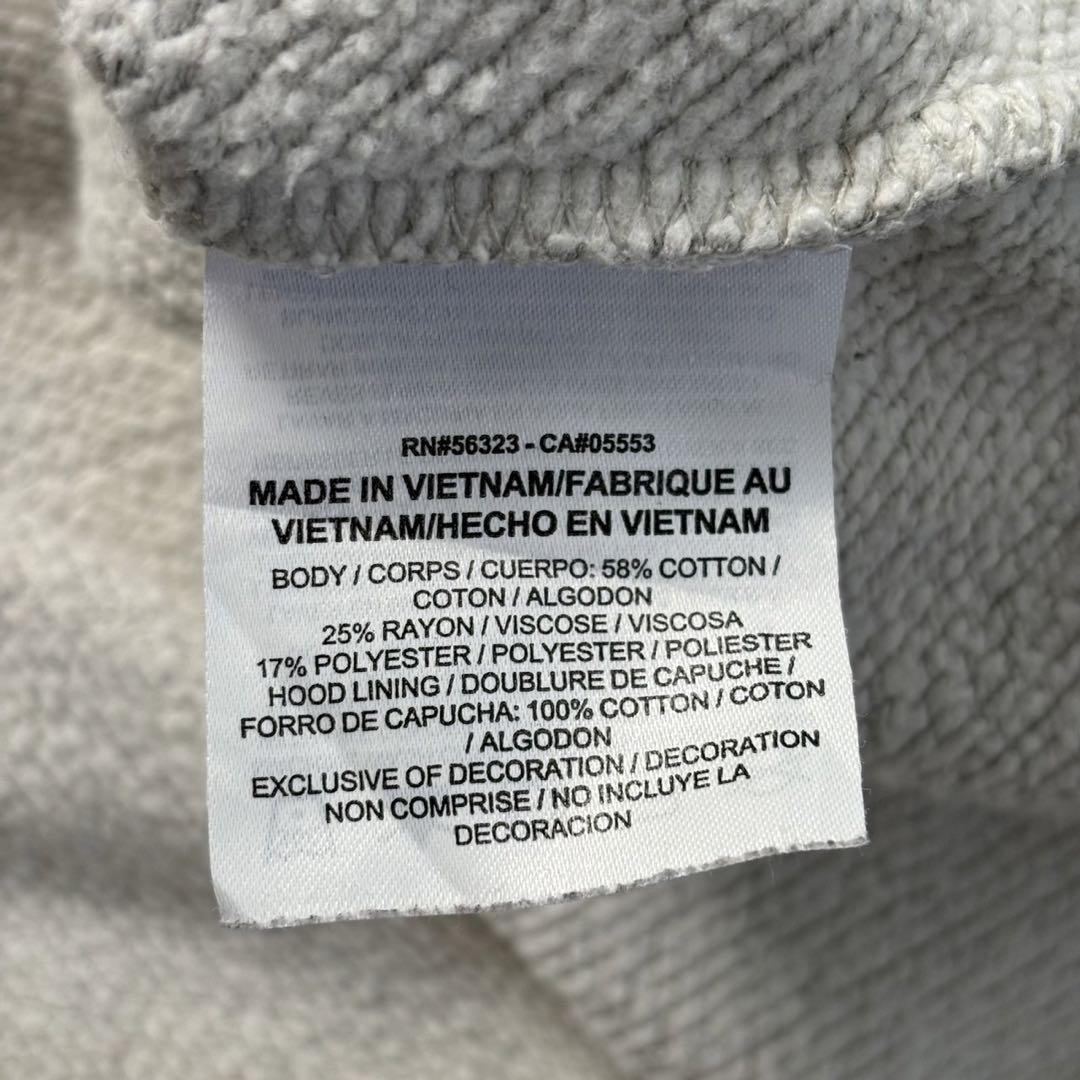 RN#56323 - CA#05553
MADE IN VIETNAM/FABRIQUE AU
VIETNAM/HECHO EN VIETNAM
BODY / CORPS / CUERPO: 58% COTTON /
COTON / ALGODON
25% RAYON / VISCOSE / VISCOSA
17% POLYESTER / POLYESTER / POLIESTER
HOOD LINING / DOUBLURE DE CAPUCHE /
FORRO DE CAPUCHA: 100% COTTON / COTON
/ ALGODON
EXCLUSIVE OF DECORATION / DECORATION
NON COMPRISE / NO INCLUYE LA
DECORACION